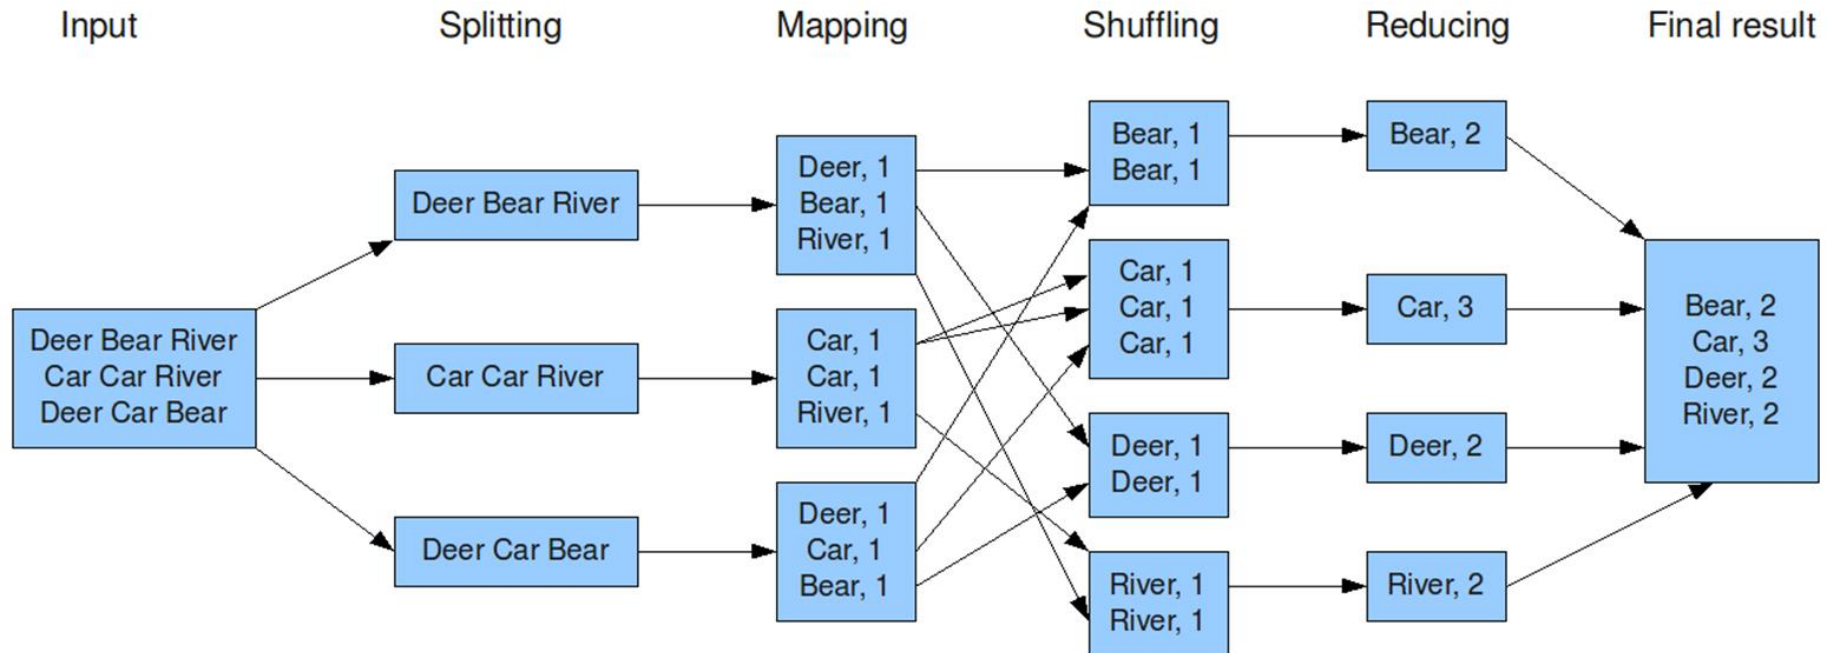 Input
Splitting
Mapping
Shuffling
Reducing
Final result
Deer Bear River
Car Car River
Deer Car Bear
Deer Bear River
Car Car River
Deer Car Bear
Deer, 1
Bear, 1
River, 1
Car, 1
Car, 1
River, 1
Deer, 1
Car, 1
Bear, 1
Bear, 1
Bear, 1
Car, 1
Car, 1
Car, 1
Deer, 1
Deer, 1
River, 1
River, 1
Bear, 2
Car, 3
Deer, 2
River, 2
Bear, 2
Car, 3
Deer, 2
River, 2